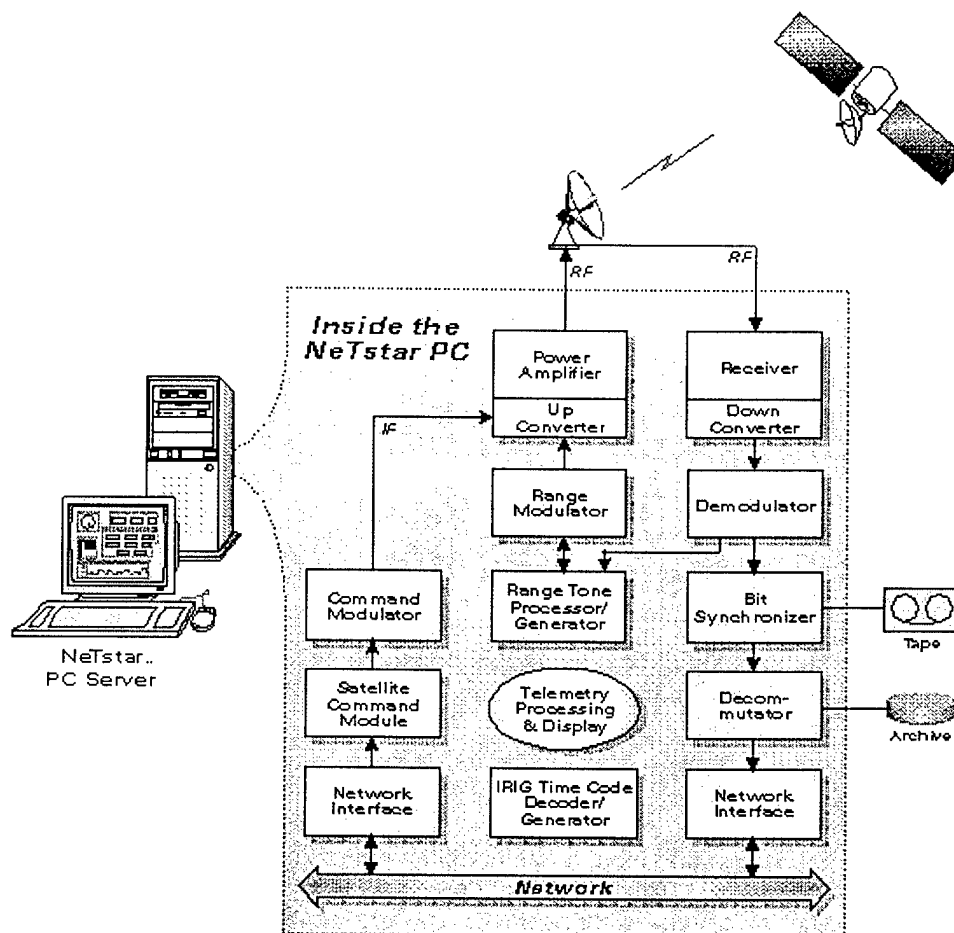 RF
RF
Inside the
NeTstar PC
Power
Amplifier
Up
Converter
Receiver
Down
Converter
IF
Range
Modulator
Demodulator
Command
Modulator
Range Tone
Processor/
Generator
Bit
Synchronizer
Tape
NeTstar..
PC Server
Satellite
Command
Module
Telemetry
Processing
& Display
Decom-
mutator
Archive
Network
Interface
IRIG Time Code
Decoder/
Generator
Network
Interface
Network